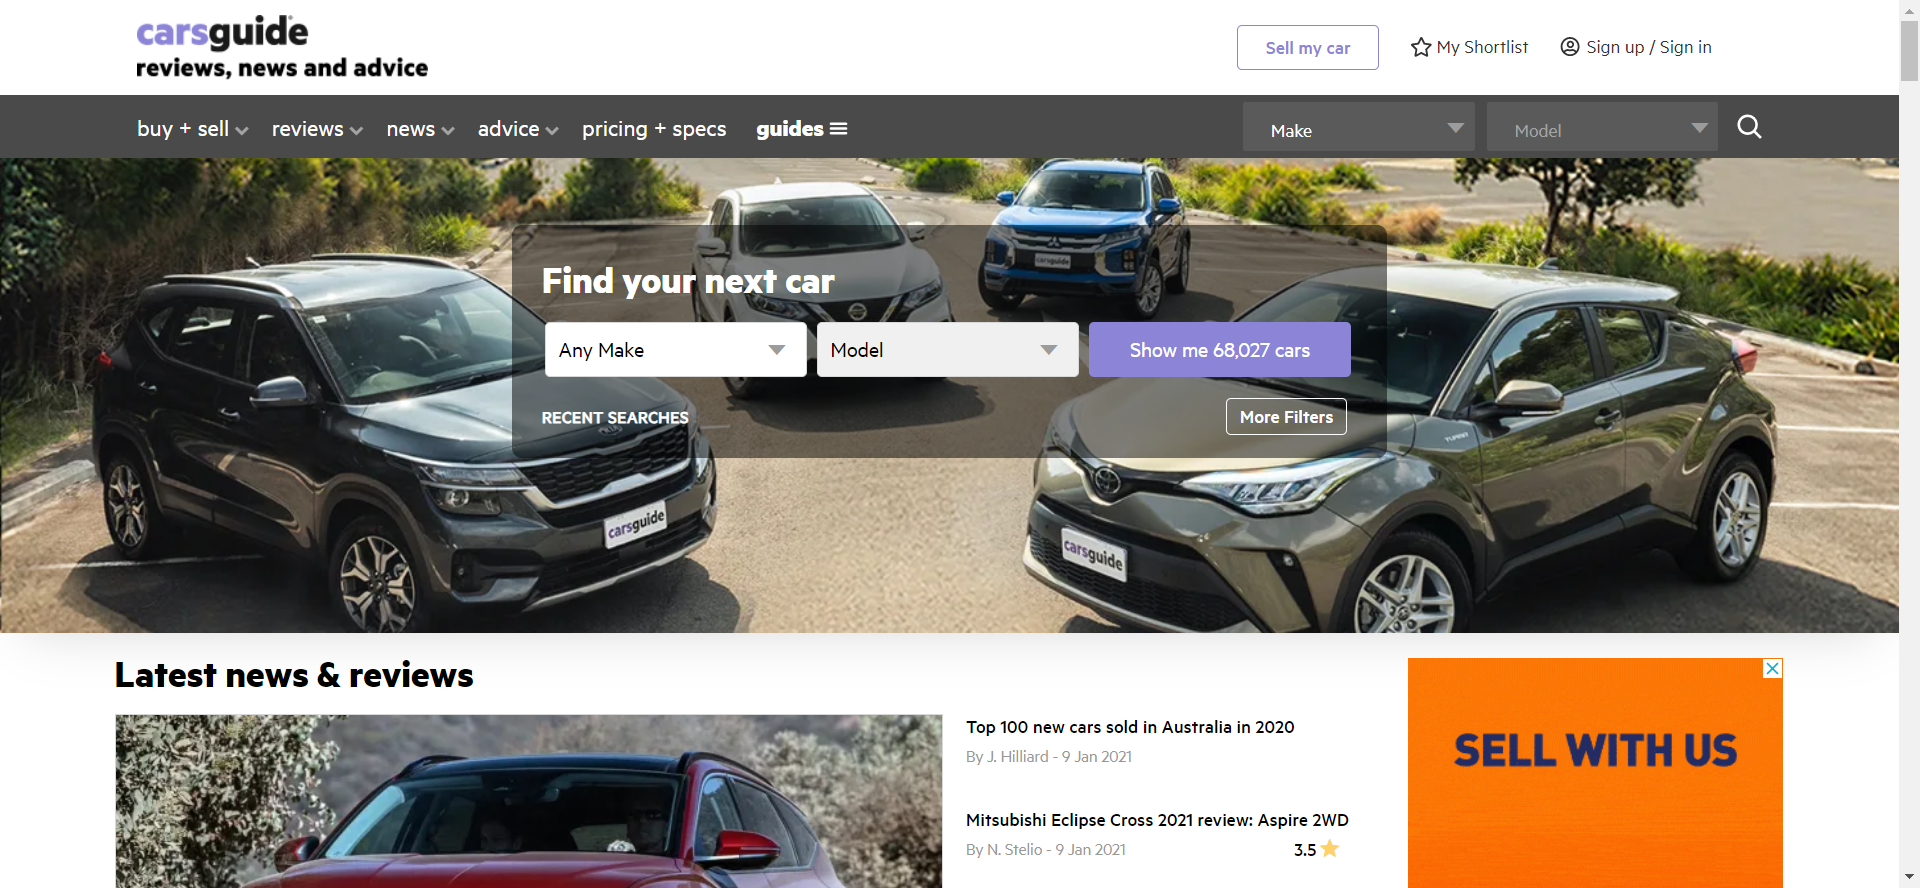 carsguide
reviews, news and advice
Sell my car
My Shortlist
Sign up / Sign in
buy + sell
reviews
news
advice
pricing + specs
guides
Make
Model
Find your next car
Any Make
Model
Show me 68,027 cars
RECENT SEARCHES
More Filters
carsguide
carsguide
carsguide
Latest news & reviews
Top 100 new cars sold in Australia in 2020
By J. Hilliard - 9 Jan 2021
Mitsubishi Eclipse Cross 2021 review: Aspire 2WD
By N. Stelio - 9 Jan 2021
3.5
SELL WITH US